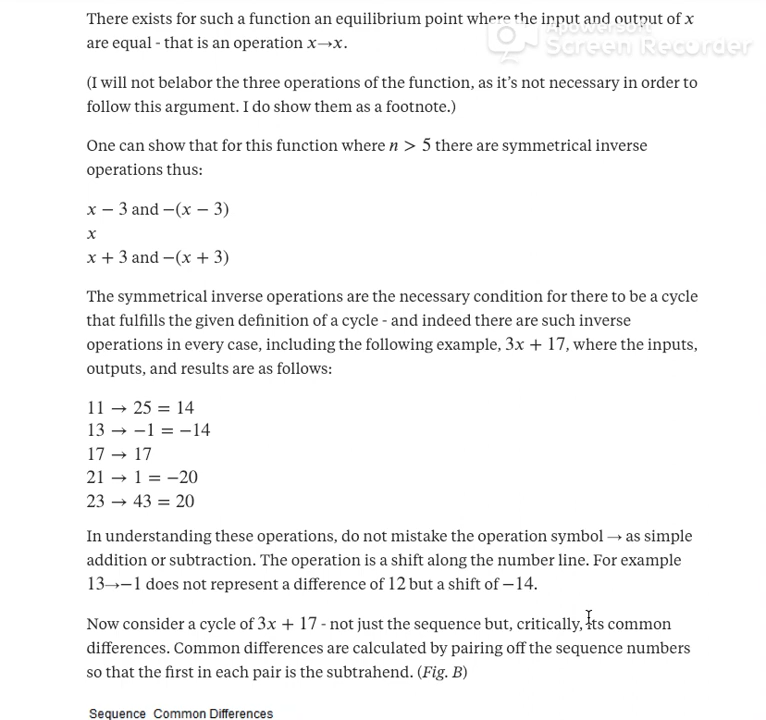 There exists for such a function an equilibrium point where the input and output of x
are equal - that is an operation x→x.
Apowersoft
Screen Recorder
(I will not belabor the three operations of the function, as it's not necessary in order to
follow this argument. I do show them as a footnote.)
One can show that for this function where n > 5 there are symmetrical inverse
operations thus:
x − 3 and −(x − 3)
x
x + 3 and −(x + 3)
The symmetrical inverse operations are the necessary condition for there to be a cycle
that fulfills the given definition of a cycle - and indeed there are such inverse
operations in every case, including the following example, 3x + 17, where the inputs,
outputs, and results are as follows:
11 → 25 = 14
13 → −1 = −14
17 → 17
21 → 1 = −20
23 → 43 = 20
In understanding these operations, do not mistake the operation symbol → as simple
addition or subtraction. The operation is a shift along the number line. For example
13→−1 does not represent a difference of 12 but a shift of −14.
Now consider a cycle of 3x + 17 - not just the sequence but, critically, its common
differences. Common differences are calculated by pairing off the sequence numbers
so that the first in each pair is the subtrahend. (Fig. B)
Sequence Common Differences